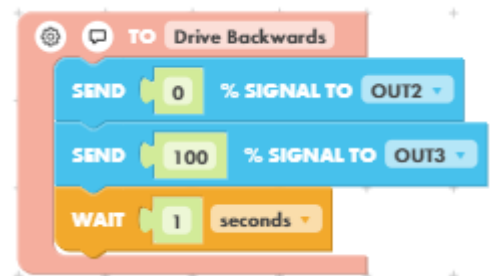 TO Drive Backwards
SEND 0 % SIGNAL TO OUT2
SEND 100 % SIGNAL TO OUT3
WAIT 1 seconds